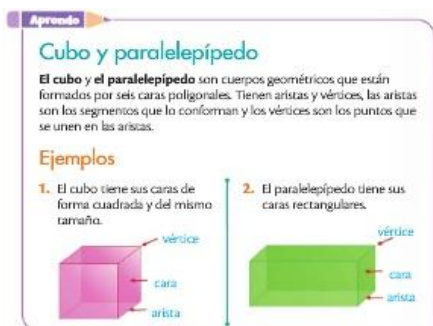 Aprendo
Cubo y paralelepípedo
El cubo y el paralelepípedo son cuerpos geométricos que están
formados por seis caras poligonales. Tienen aristas y vértices, las aristas
son los segmentos que lo conforman y los vértices son los puntos que
se unen en las aristas.
Ejemplos
1. El cubo tiene sus caras de
forma cuadrada y del mismo
tamaño.
vértice
cara
arista
2. El paralelepípedo tiene sus
caras rectangulares.
vértice
cara
arista